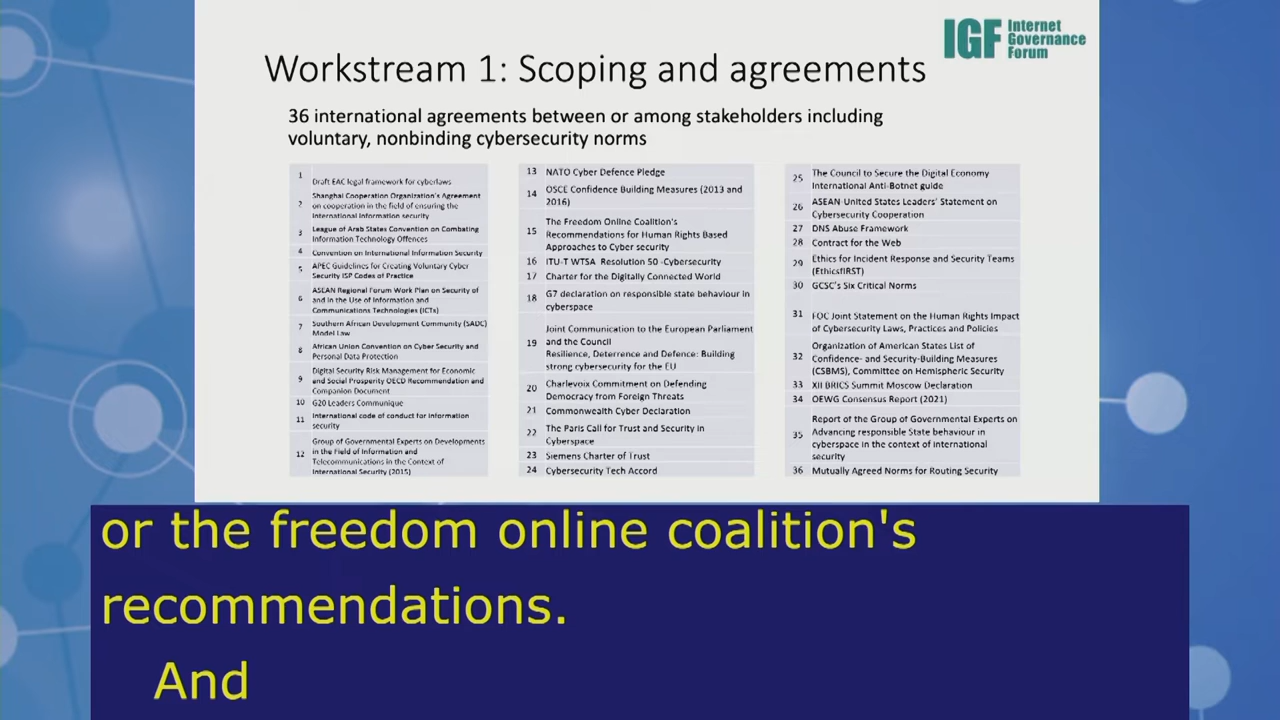 IGF Internet
Governance
Forum
Workstream 1: Scoping and agreements
36 international agreements between or among stakeholders including
voluntary, nonbinding cybersecurity norms
1 Draft EAC legal framework for cyberlaws
2 Shanghai Cooperation Organization's Agreement
on cooperation in the field of ensuring the
International Information security
3 League of Arab States Convention on Combating
Information Technology Offences
4 Convention on International Information Security
5 APEC Guidelines for Creating Voluntary Cyber
Security ISP Codes of Practice
6 ASEAN Regional Forum Work Plan on Security of
and in the Use of Information and
Communications Technologies (ICTs)
7 Southern African Development Community (SADC)
Model Law
8 African Union Convention on Cyber Security and
Personal Data Protection
9 Digital Security Risk Management for Economic
and Social Prosperity OECD Recommendation and
Companion Document
10 G20 Leaders Communique
11 International code of conduct for information
security
12 Group of Governmental Experts on Developments
in the Field of Information and
Telecommunications in the Context of
International Security (2015)
13 NATO Cyber Defence Pledge
14 OSCE Confidence Building Measures (2013 and
2016)
15 The Freedom Online Coalition's
Recommendations for Human Rights Based
Approaches to Cyber security
16 ITU-T WTSA Resolution 50 -Cybersecurity
17 Charter for the Digitally Connected World
18 G7 declaration on responsible state behaviour in
cyberspace
19 Joint Communication to the European Parliament
and the Council
Resilience, Deterrence and Defence: Building
strong cybersecurity for the EU
20 Charlevoix Commitment on Defending
Democracy from Foreign Threats
21 Commonwealth Cyber Declaration
22 The Paris Call for Trust and Security in
Cyberspace
23 Siemens Charter of Trust
24 Cybersecurity Tech Accord
25 The Council to Secure the Digital Economy
International Anti-Botnet guide
26 ASEAN-United States Leaders' Statement on
Cybersecurity Cooperation
27 DNS Abuse Framework
28 Contract for the Web
29 Ethics for Incident Response and Security Teams
(EthicsfIRST)
30 GCSC's Six Critical Norms
31 FOC Joint Statement on the Human Rights Impact
of Cybersecurity Laws, Practices and Policies
32 Organization of American States List of
Confidence- and Security-Building Measures
(CSBMS), Committee on Hemispheric Security
33 XII BRICS Summit Moscow Declaration
34 OEWG Consensus Report (2021)
35 Report of the Group of Governmental Experts on
Advancing responsible State behaviour in
cyberspace in the context of international
security
36 Mutually Agreed Norms for Routing Security
or the freedom online coalition's
recommendations.
And